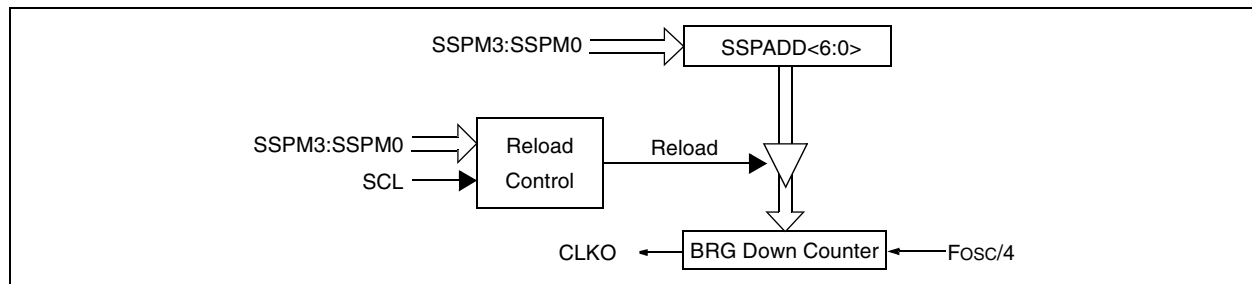 SSPM3:SSPM0
SSPADD<6:0>
SSPM3:SSPM0
SCL
Reload
Control
Reload
CLKO
BRG Down Counter
FOSC/4